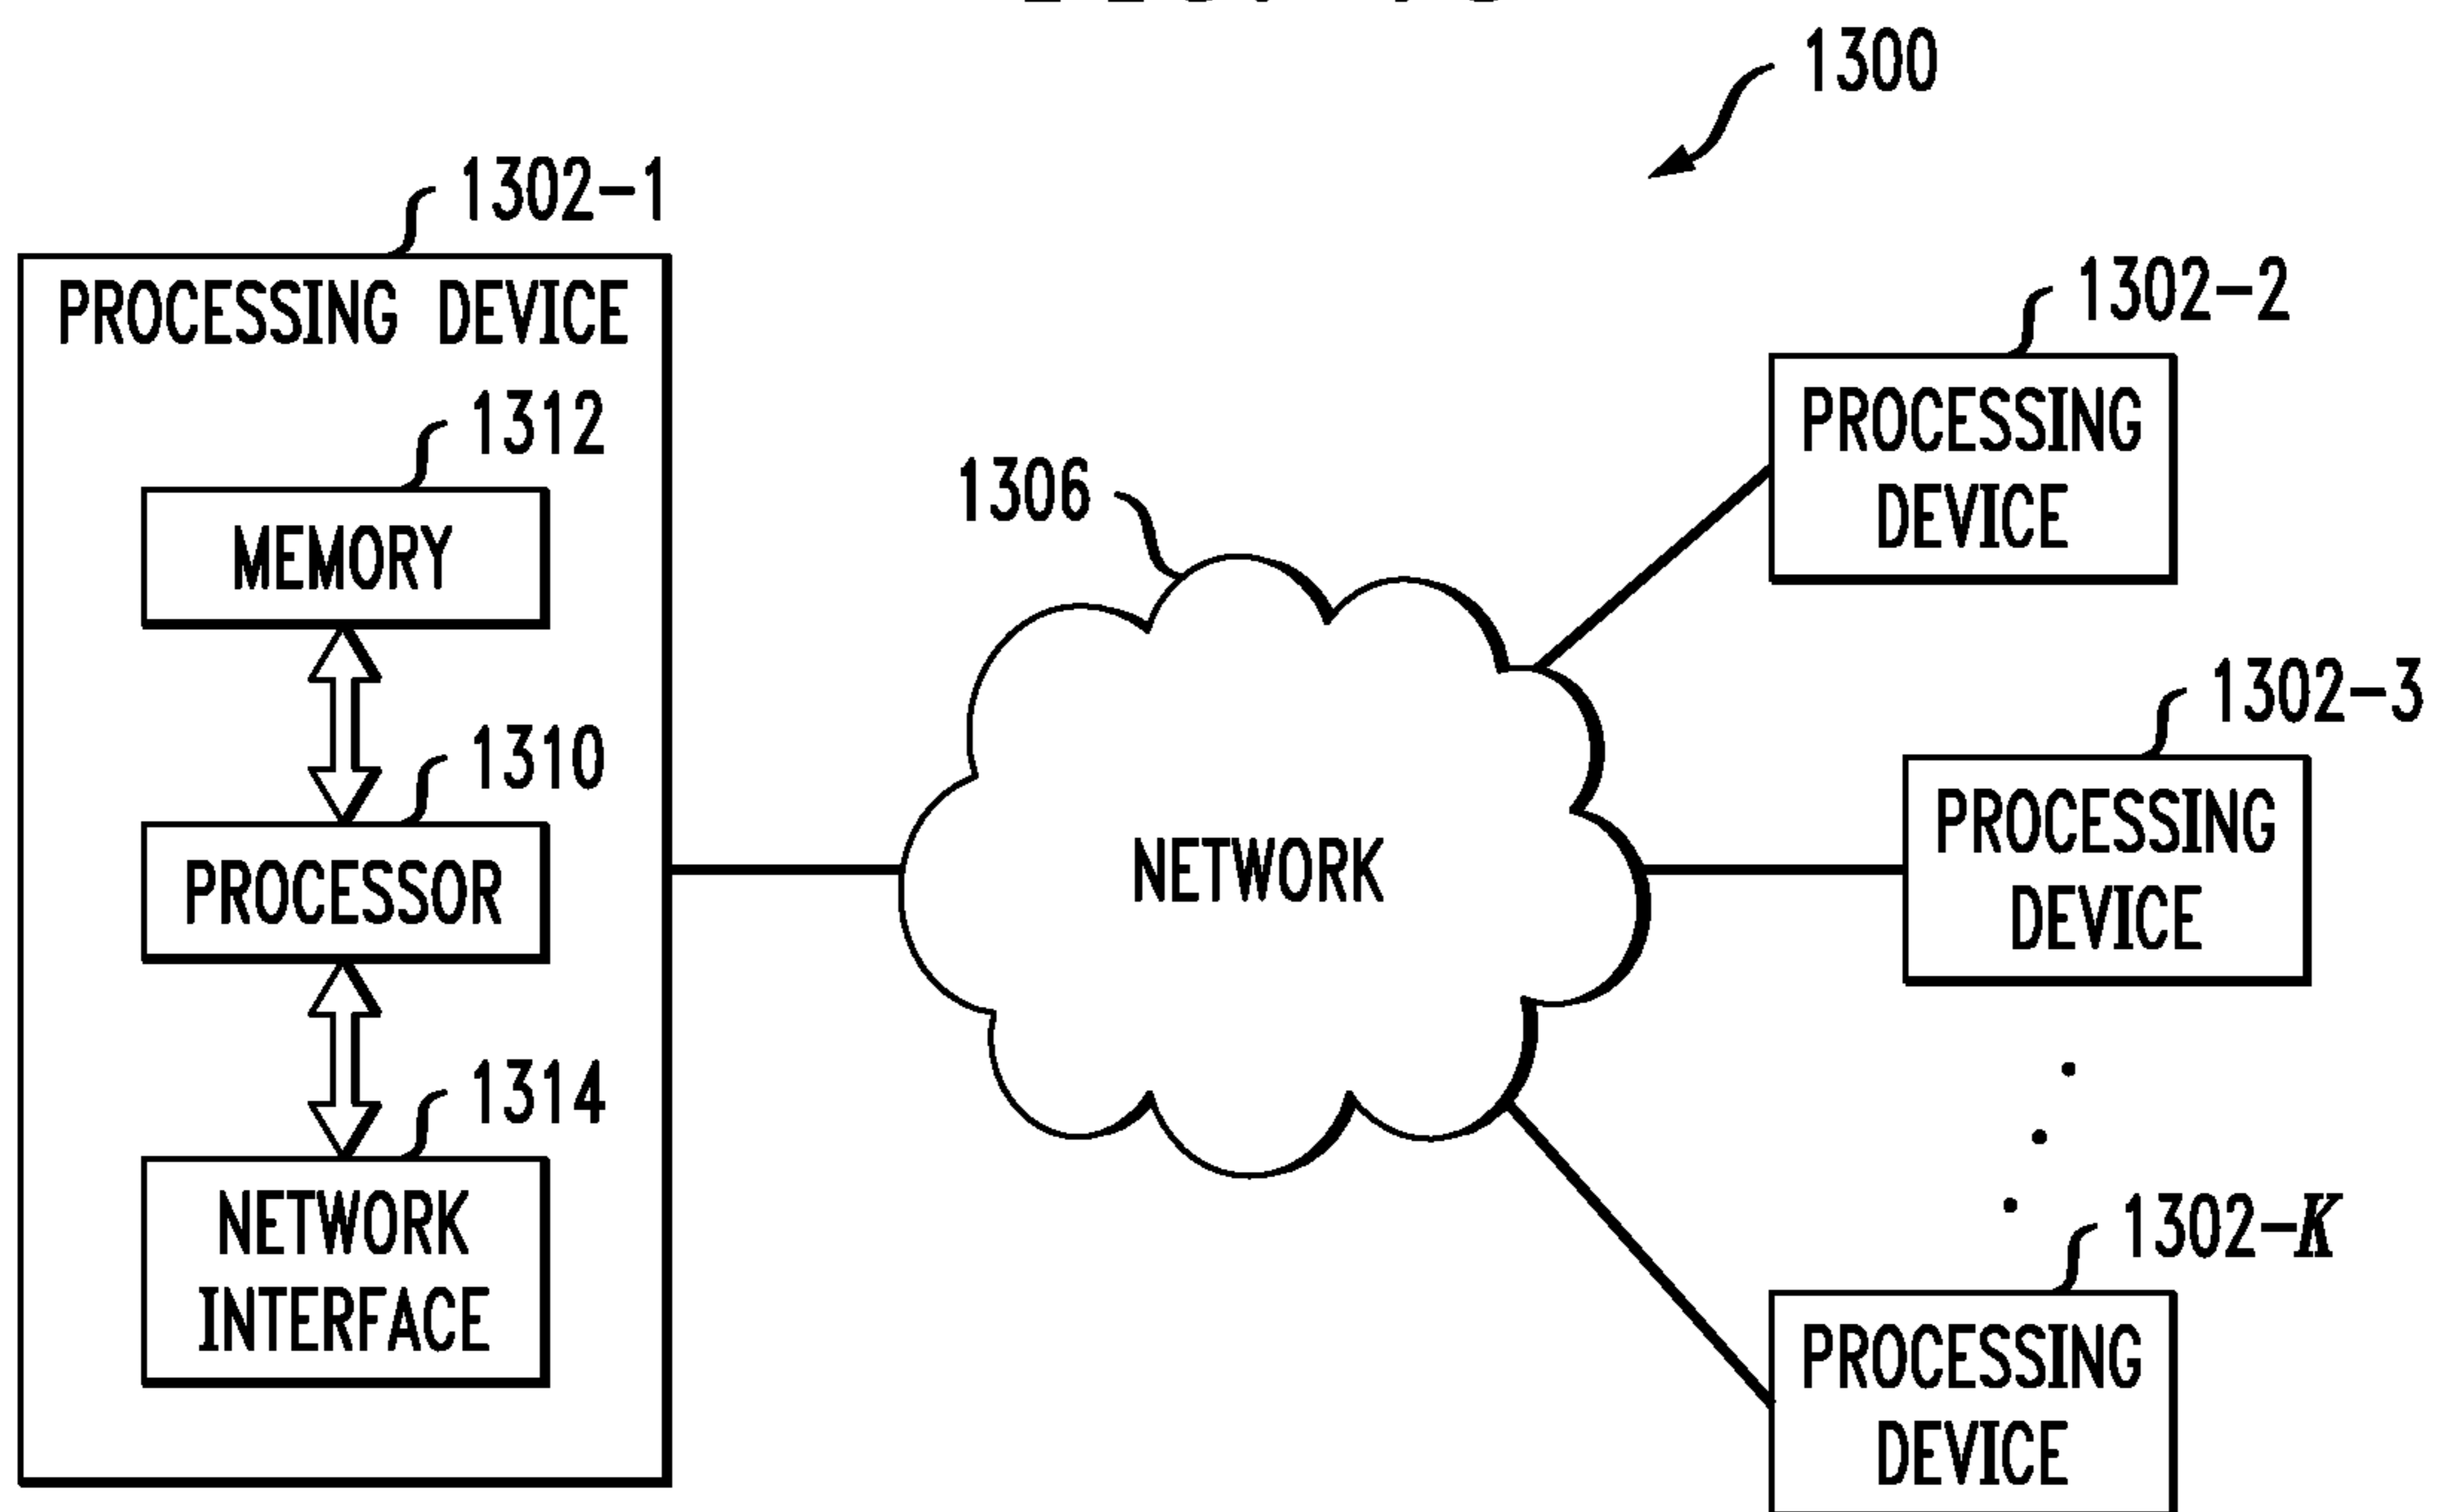 1300
1302-1
PROCESSING DEVICE
1312
MEMORY
1310
PROCESSOR
1314
NETWORK
INTERFACE
1306
NETWORK
1302-2
PROCESSING
DEVICE
1302-3
PROCESSING
DEVICE
1302-K
PROCESSING
DEVICE